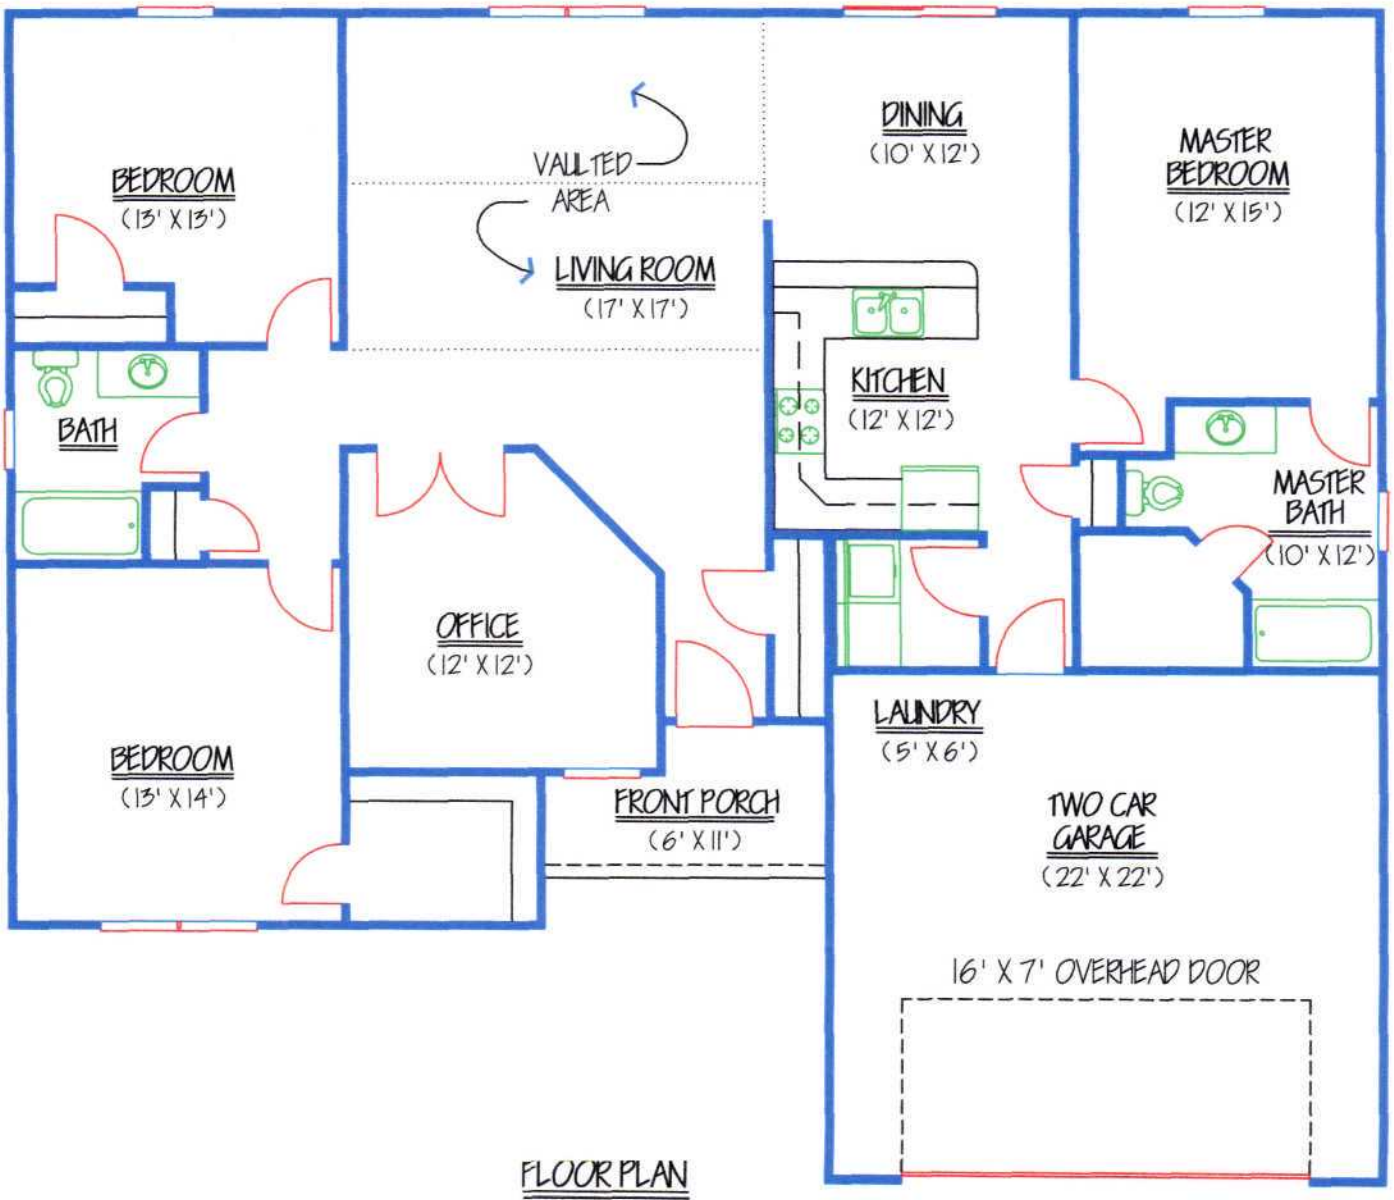 BEDROOM
(13' X 13')
VAULTED
AREA
LIVING ROOM
(17' X 17')
DINING
(10' X 12')
MASTER
BEDROOM
(12' X 15')
KITCHEN
(12' X 12')
BATH
MASTER
BATH
(10' X 12')
OFFICE
(12' X 12')
LAUNDRY
(5' X 6')
BEDROOM
(13' X 14')
FRONT PORCH
(6' X 11')
TWO CAR
GARAGE
(22' X 22')
16' X 7' OVERHEAD DOOR
FLOOR PLAN